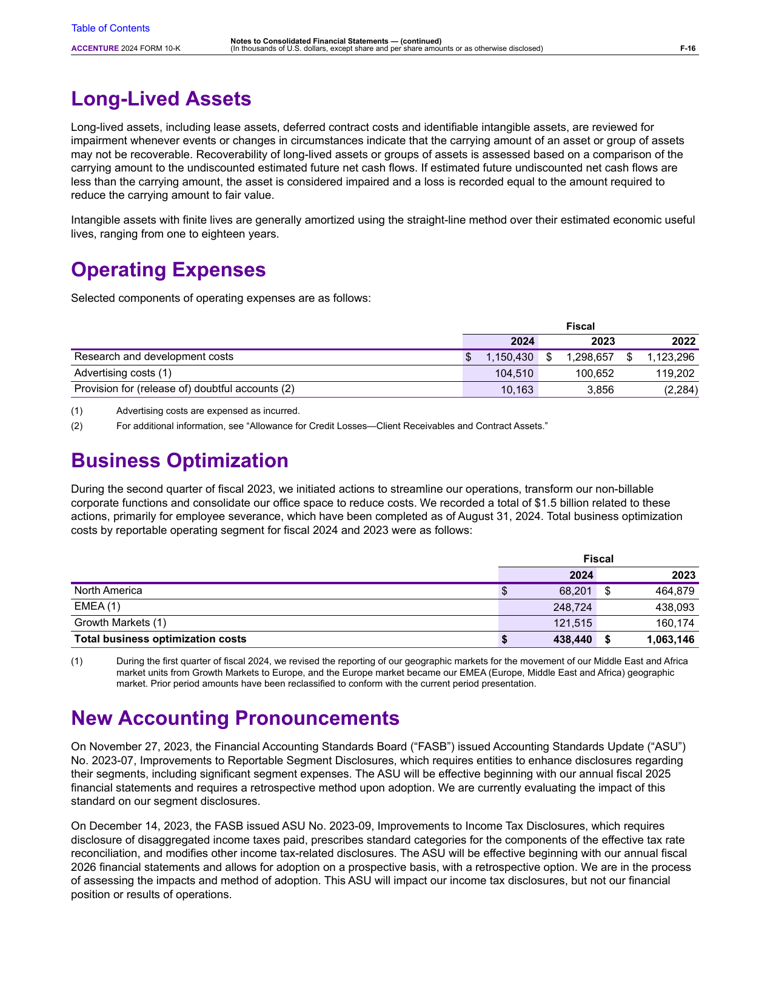 Table of Contents
Notes to Consolidated Financial Statements — (continued)
ACCENTURE 2024 FORM 10-K (In thousands of U.S. dollars, except share and per share amounts or as otherwise disclosed) F-16
Long-Lived Assets
Long-lived assets, including lease assets, deferred contract costs and identifiable intangible assets, are reviewed for
impairment whenever events or changes in circumstances indicate that the carrying amount of an asset or group of assets
may not be recoverable. Recoverability of long-lived assets or groups of assets is assessed based on a comparison of the
carrying amount to the undiscounted estimated future net cash flows. If estimated future undiscounted net cash flows are
less than the carrying amount, the asset is considered impaired and a loss is recorded equal to the amount required to
reduce the carrying amount to fair value.
Intangible assets with finite lives are generally amortized using the straight-line method over their estimated economic useful
lives, ranging from one to eighteen years.
Operating Expenses
Selected components of operating expenses are as follows:
Fiscal
2024 2023 2022
Research and development costs $ 1,150,430 $ 1,298,657 $ 1,123,296
Advertising costs (1) 104,510 100,652 119,202
Provision for (release of) doubtful accounts (2) 10,163 3,856 (2,284)
(1) Advertising costs are expensed as incurred.
(2) For additional information, see “Allowance for Credit Losses—Client Receivables and Contract Assets.”
Business Optimization
During the second quarter of fiscal 2023, we initiated actions to streamline our operations, transform our non-billable
corporate functions and consolidate our office space to reduce costs. We recorded a total of $1.5 billion related to these
actions, primarily for employee severance, which have been completed as of August 31, 2024. Total business optimization
costs by reportable operating segment for fiscal 2024 and 2023 were as follows:
Fiscal
2024 2023
North America $ 68,201 $ 464,879
EMEA (1) 248,724 438,093
Growth Markets (1) 121,515 160,174
Total business optimization costs $ 438,440 $ 1,063,146
(1) During the first quarter of fiscal 2024, we revised the reporting of our geographic markets for the movement of our Middle East and Africa
market units from Growth Markets to Europe, and the Europe market became our EMEA (Europe, Middle East and Africa) geographic
market. Prior period amounts have been reclassified to conform with the current period presentation.
New Accounting Pronouncements
On November 27, 2023, the Financial Accounting Standards Board (“FASB”) issued Accounting Standards Update (“ASU”)
No. 2023-07, Improvements to Reportable Segment Disclosures, which requires entities to enhance disclosures regarding
their segments, including significant segment expenses. The ASU will be effective beginning with our annual fiscal 2025
financial statements and requires a retrospective method upon adoption. We are currently evaluating the impact of this
standard on our segment disclosures.
On December 14, 2023, the FASB issued ASU No. 2023-09, Improvements to Income Tax Disclosures, which requires
disclosure of disaggregated income taxes paid, prescribes standard categories for the components of the effective tax rate
reconciliation, and modifies other income tax-related disclosures. The ASU will be effective beginning with our annual fiscal
2026 financial statements and allows for adoption on a prospective basis, with a retrospective option. We are in the process
of assessing the impacts and method of adoption. This ASU will impact our income tax disclosures, but not our financial
position or results of operations.